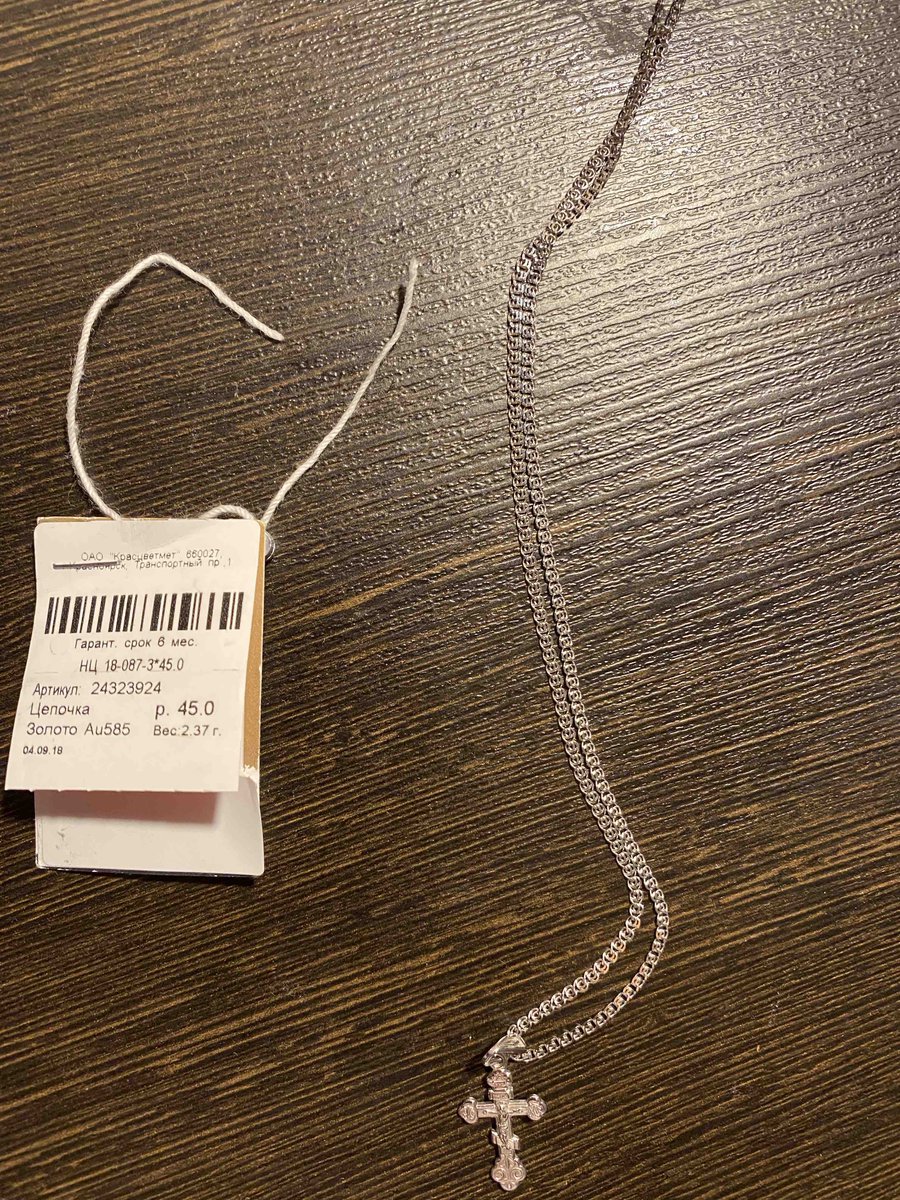 ОАО "Красцветмет" 660027,
г. Красноярск, Транспортный пр.,1
Гарант. срок 6 мес.
НЦ 18-087-3*45.0
Артикул: 24323924
Цепочка р. 45.0
Золото Au585 Вес:2.37 г.
04.09.18